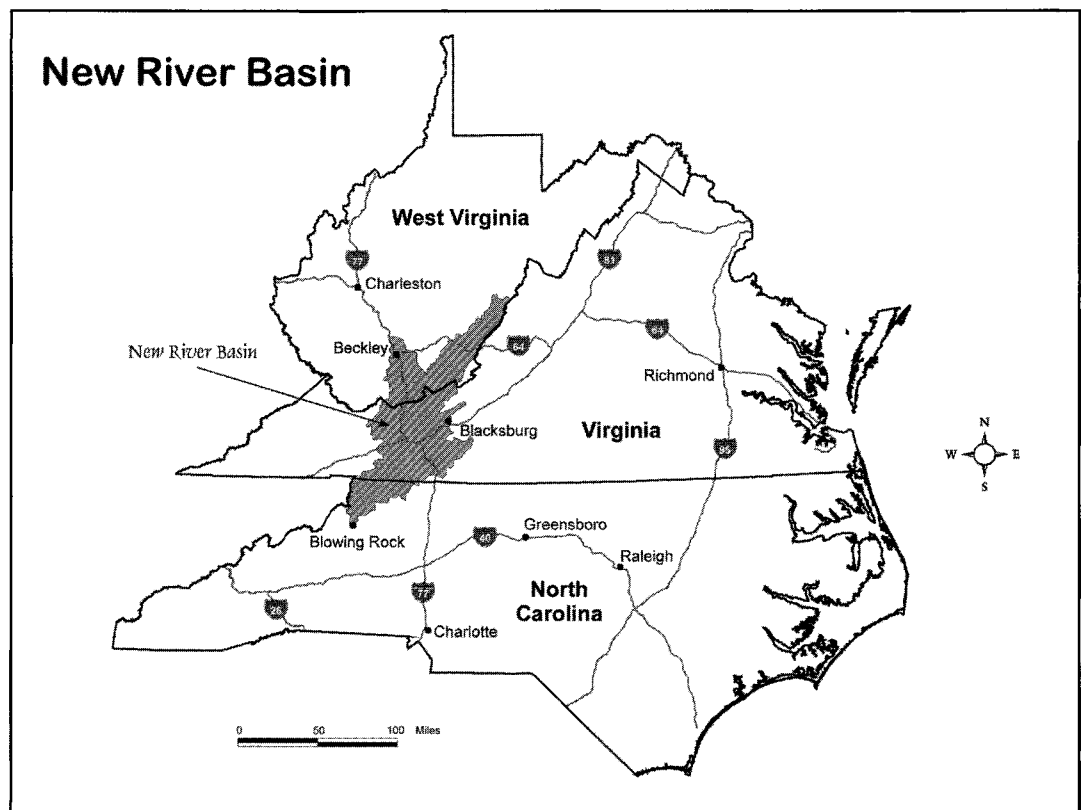 New River Basin
West Virginia
77
Charleston
81
Beckley
64
64
New River Basin
Richmond
Blacksburg
Virginia
N
W E
S
Greensboro
Blowing Rock
40
Raleigh
77
North
Carolina
26
Charlotte
0 50 100 Miles